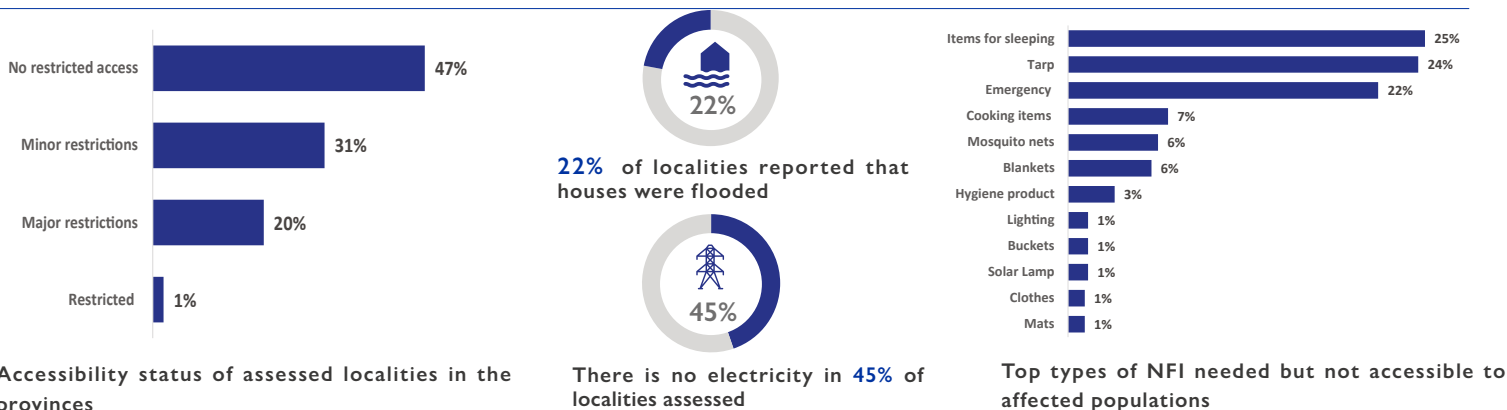 No restricted access 47%
Minor restrictions 31%
Major restrictions 20%
Restricted 1%
Accessibility status of assessed localities in the
provinces
22%
22% of localities reported that
houses were flooded
45%
There is no electricity in 45% of
localities assessed
Items for sleeping 25%
Tarp 24%
Emergency 22%
Cooking items 7%
Mosquito nets 6%
Blankets 6%
Hygiene product 3%
Lighting 1%
Buckets 1%
Solar Lamp 1%
Clothes 1%
Mats 1%
Top types of NFI needed but not accessible to
affected populations